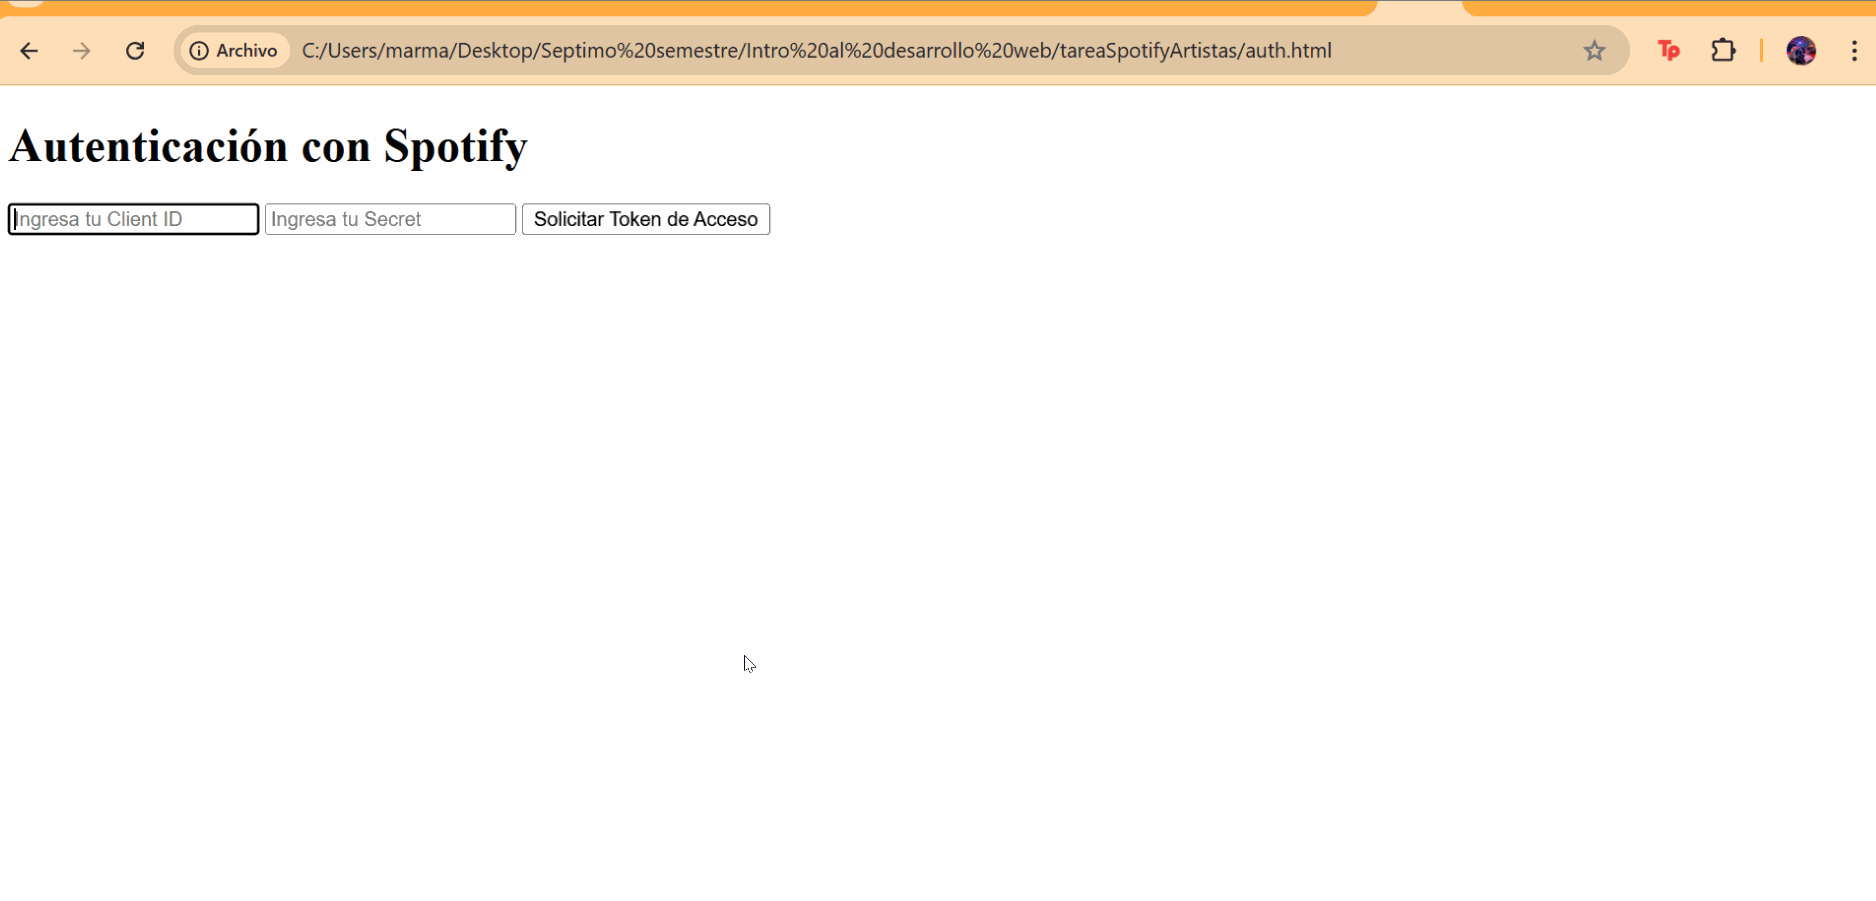 Archivo C:/Users/marma/Desktop/Septimo%20semestre/Intro%20al%20desarrollo%20web/tareaSpotifyArtistas/auth.html Tp
Autenticación con Spotify
Ingresa tu Client ID Ingresa tu Secret Solicitar Token de Acceso